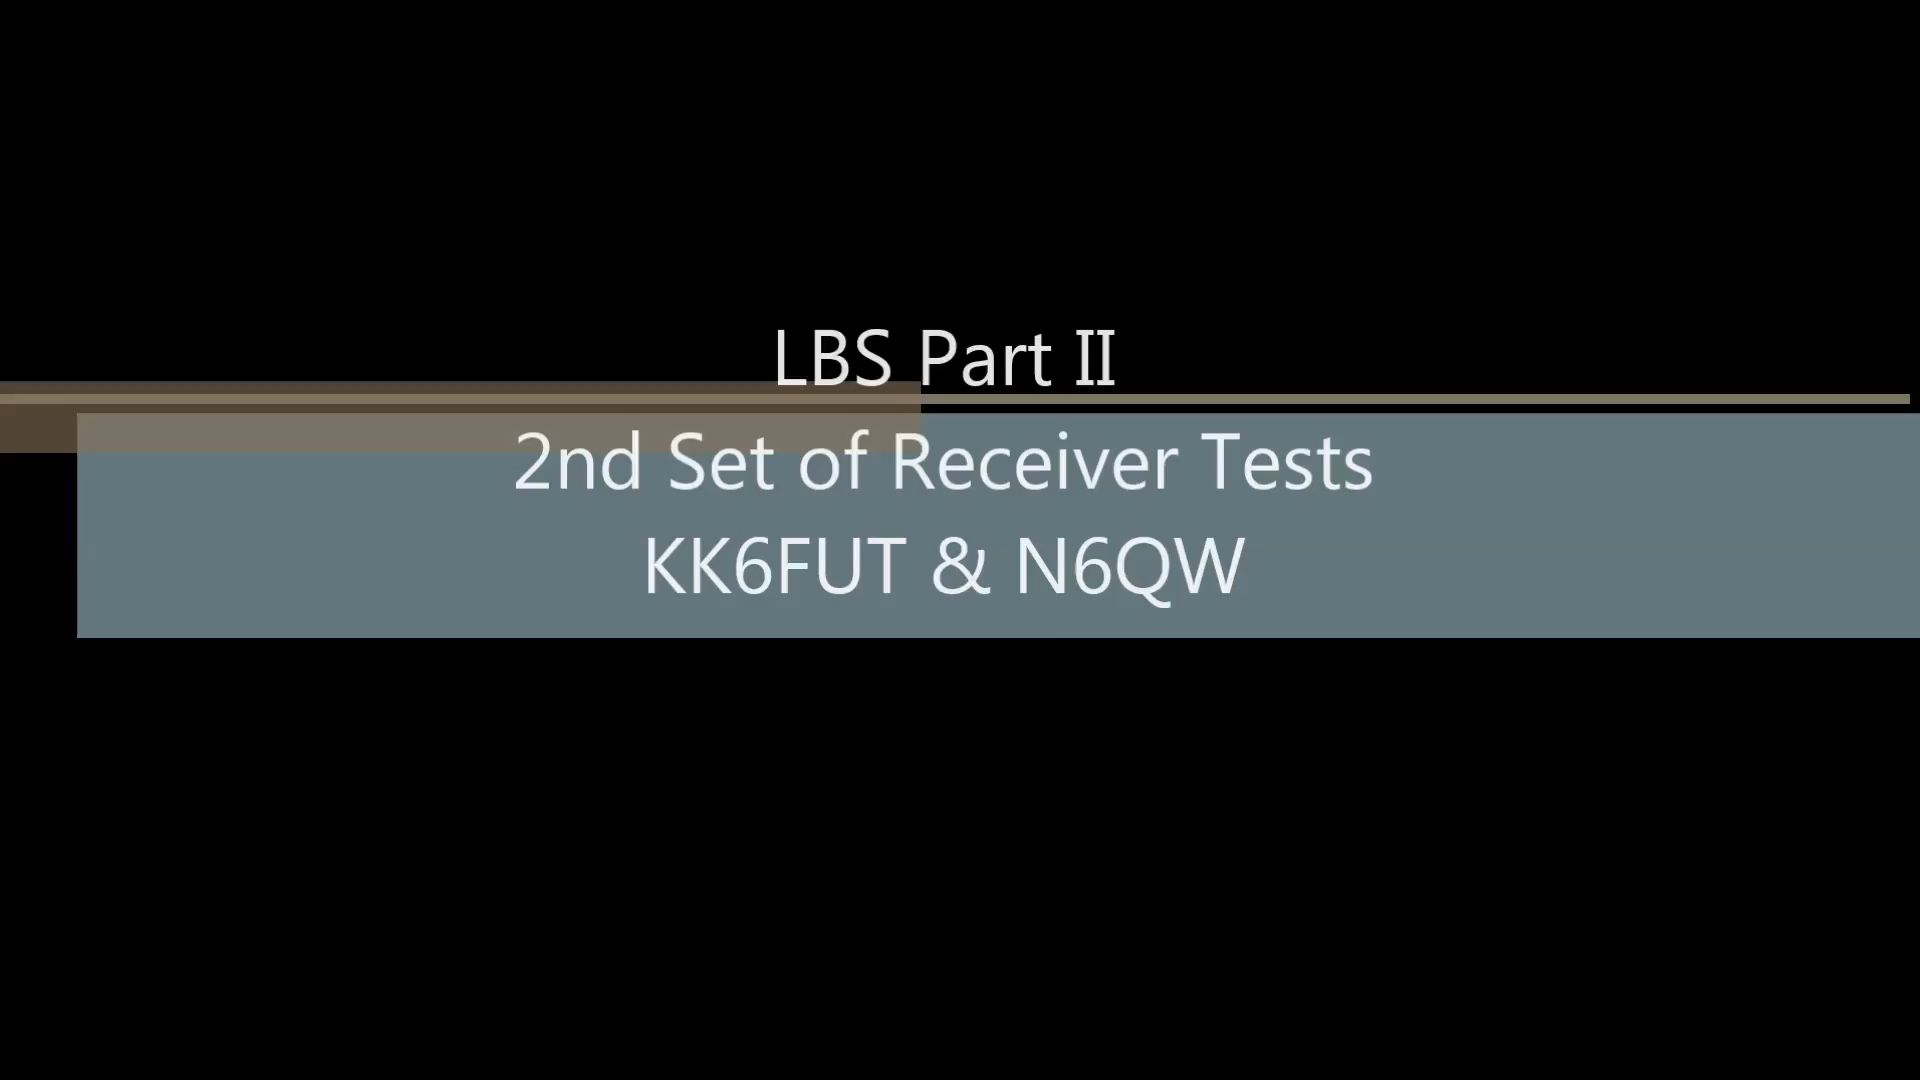 LBS Part II
2nd Set of Receiver Tests
KK6FUT & N6QW